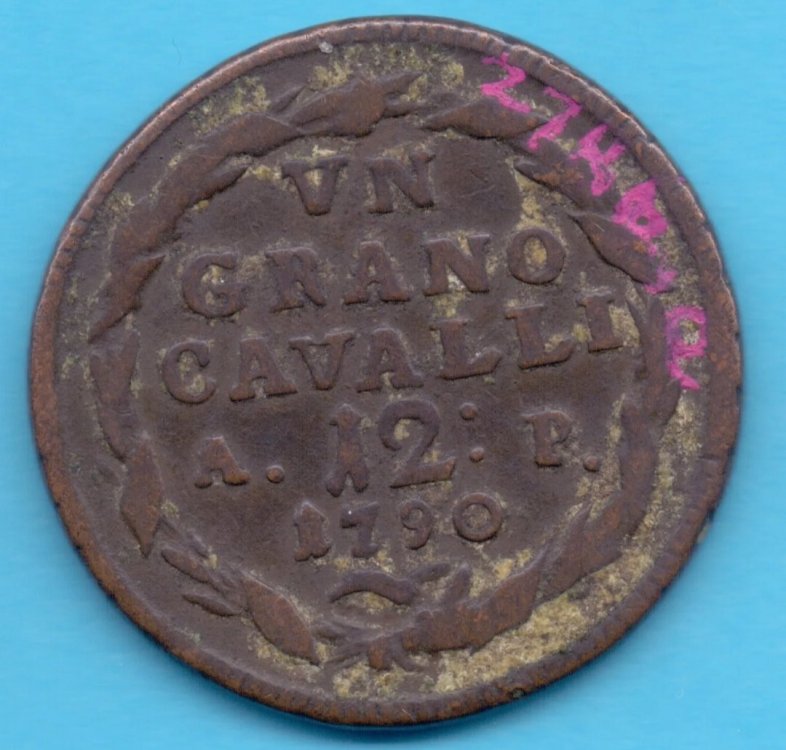 VN
GRANO
CAVALLI
A. 12: P.
1790